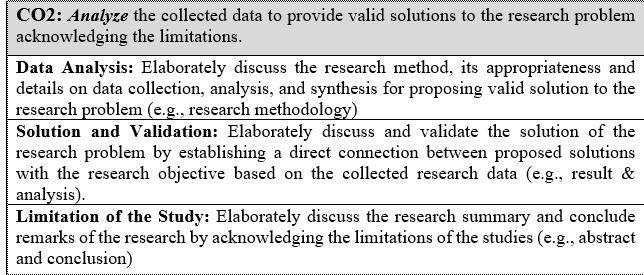 CO2: Analyze the collected data to provide valid solutions to the research problem
acknowledging the limitations.
Data Analysis: Elaborately discuss the research method, its appropriateness and
details on data collection, analysis, and synthesis for proposing valid solution to the
research problem (e.g., research methodology)
Solution and Validation: Elaborately discuss and validate the solution of the
research problem by establishing a direct connection between proposed solutions
with the research objective based on the collected research data (e.g., result &
analysis).
Limitation of the Study: Elaborately discuss the research summary and conclude
remarks of the research by acknowledging the limitations of the studies (e.g., abstract
and conclusion)